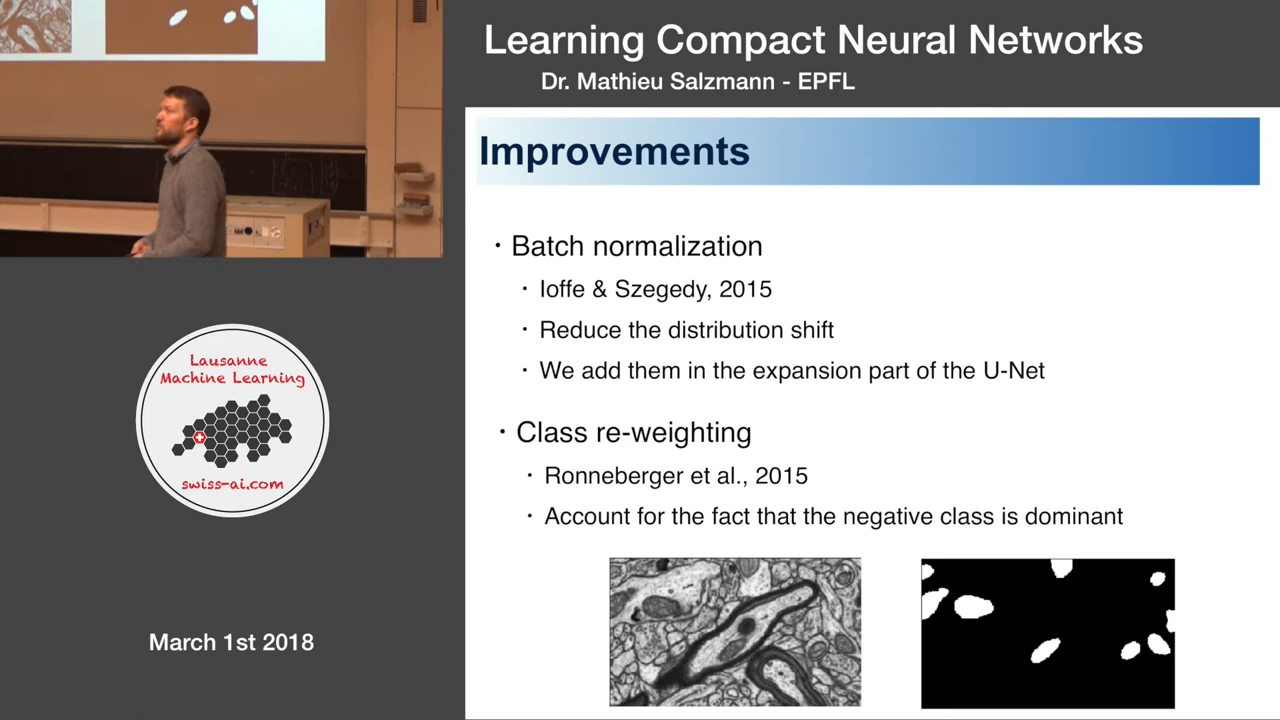 Learning Compact Neural Networks
Dr. Mathieu Salzmann - EPFL
Improvements
· Batch normalization
· Ioffe & Szegedy, 2015
· Reduce the distribution shift
· We add them in the expansion part of the U-Net
· Class re-weighting
· Ronneberger et al., 2015
· Account for the fact that the negative class is dominant
Lausanne
Machine Learning
swiss-ai.com
March 1st 2018